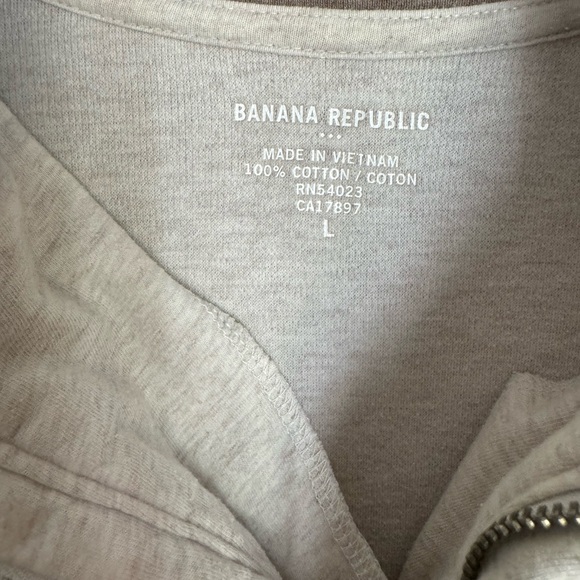 BANANA REPUBLIC
MADE IN VIETNAM
100% COTTON / COTON
RN54023
CA17897
L